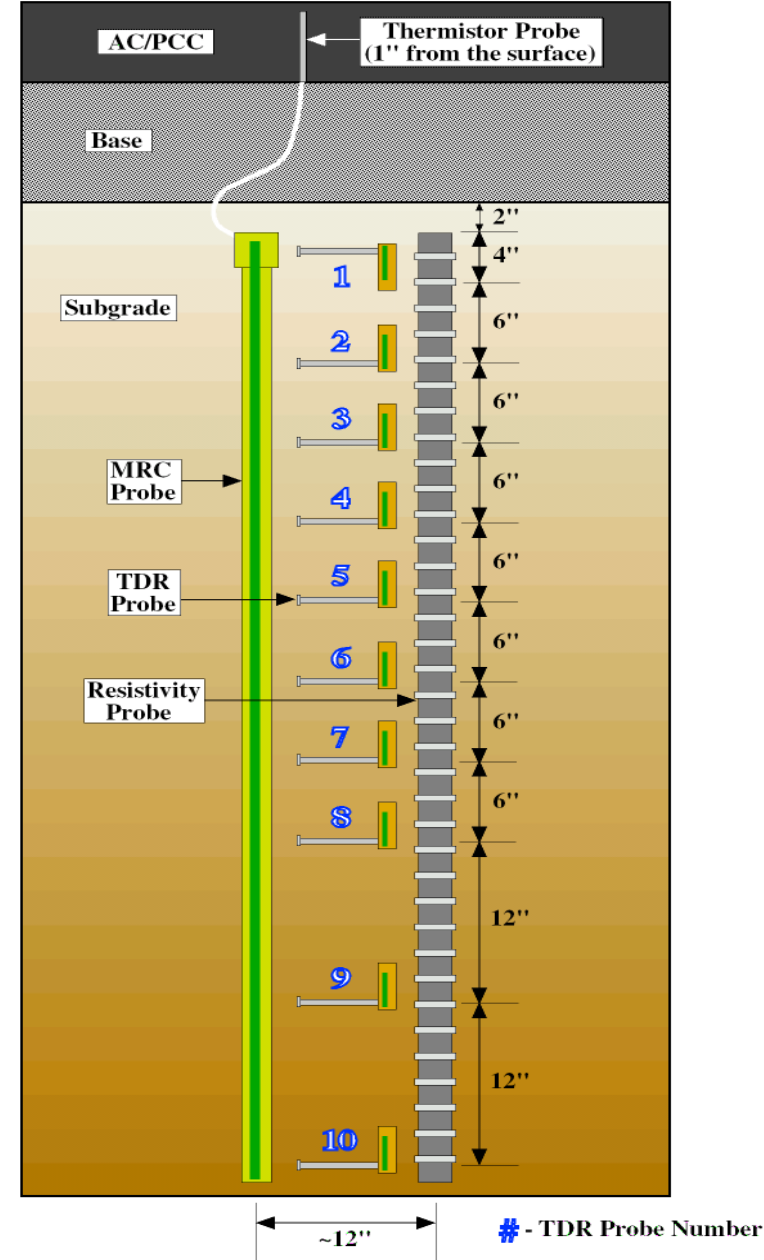 AC/PCC
Thermistor Probe
(1" from the surface)
Base
2"
4"
1
Subgrade
6"
2
6"
3
6"
MRC
Probe
4
6"
TDR
Probe
5
6"
6
Resistivity
Probe
6"
7
6"
8
12"
9
12"
10
~12"
# - TDR Probe Number